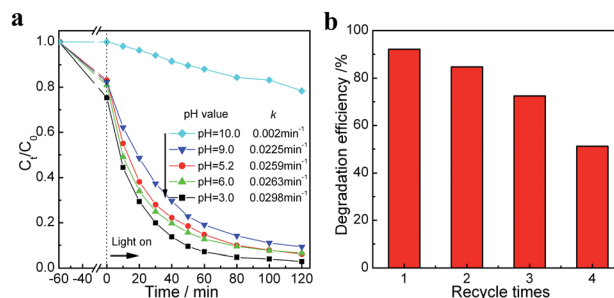 a
b
C_t/C_0
1.0
0.8
0.6
0.4
0.2
0.0
pH value k
pH=10.0 0.002min⁻¹
pH=9.0 0.0225min⁻¹
pH=5.2 0.0259min⁻¹
pH=6.0 0.0263min⁻¹
pH=3.0 0.0298min⁻¹
Light on
-60 -40 0 20 40 60 80 100 120
Time / min
Degradation efficiency /%
100
80
60
40
20
0
1 2 3 4
Recycle times